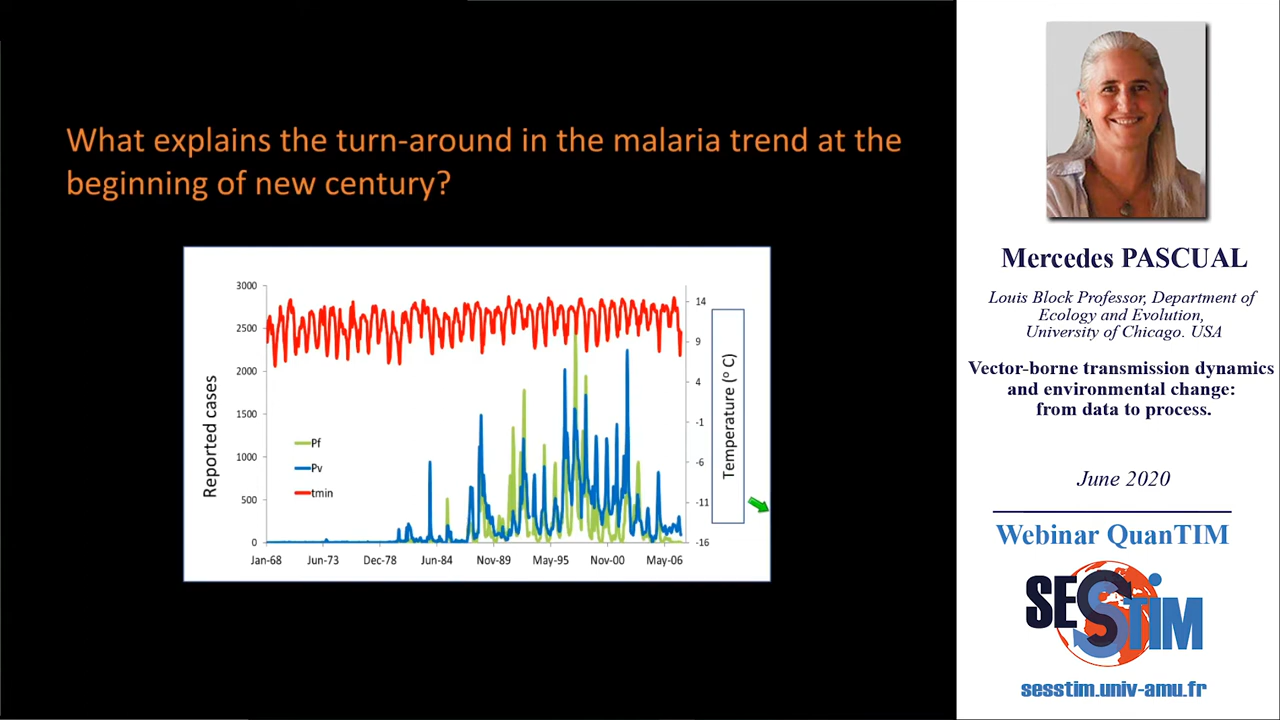 What explains the turn-around in the malaria trend at the
beginning of new century?
Reported cases
3000
2500
2000
1500
1000
500
0
Pf
Pv
tmin
Jan-68 Jun-73 Dec-78 Jun-84 Nov-89 May-95 Nov-00 May-06
14
9
4
-1
-6
-11
-16
Temperature (º C)
Mercedes PASCUAL
Louis Block Professor, Department of
Ecology and Evolution,
University of Chicago. USA
Vector-borne transmission dynamics
and environmental change:
from data to process.
June 2020
Webinar QuanTIM
SESSTIM
sesstim.univ-amu.fr